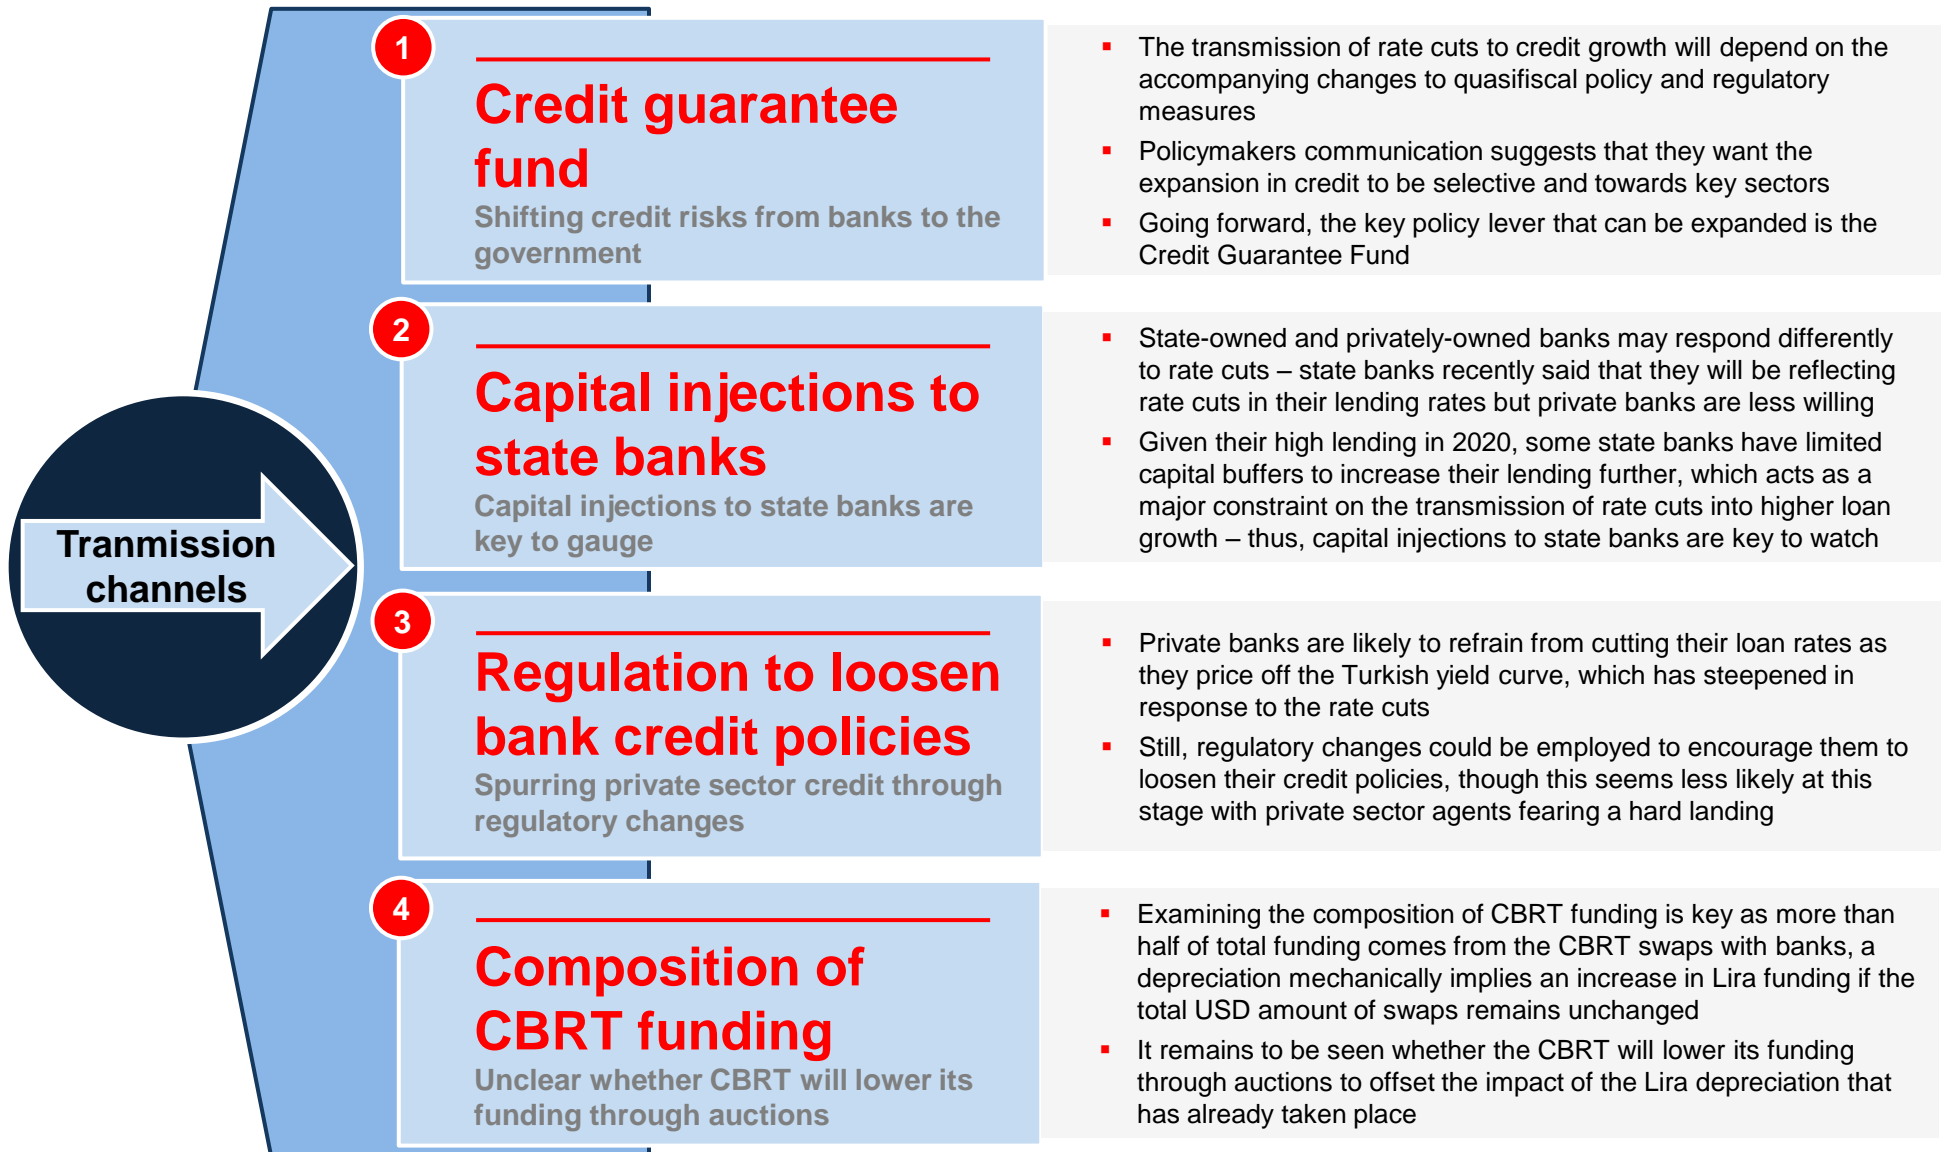 Tranmission
channels
1
Credit guarantee
fund
Shifting credit risks from banks to the
government
▪ The transmission of rate cuts to credit growth will depend on the
accompanying changes to quasifiscal policy and regulatory
measures
▪ Policymakers communication suggests that they want the
expansion in credit to be selective and towards key sectors
▪ Going forward, the key policy lever that can be expanded is the
Credit Guarantee Fund
2
Capital injections to
state banks
Capital injections to state banks are
key to gauge
▪ State-owned and privately-owned banks may respond differently
to rate cuts – state banks recently said that they will be reflecting
rate cuts in their lending rates but private banks are less willing
▪ Given their high lending in 2020, some state banks have limited
capital buffers to increase their lending further, which acts as a
major constraint on the transmission of rate cuts into higher loan
growth – thus, capital injections to state banks are key to watch
3
Regulation to loosen
bank credit policies
Spurring private sector credit through
regulatory changes
▪ Private banks are likely to refrain from cutting their loan rates as
they price off the Turkish yield curve, which has steepened in
response to the rate cuts
▪ Still, regulatory changes could be employed to encourage them to
loosen their credit policies, though this seems less likely at this
stage with private sector agents fearing a hard landing
4
Composition of
CBRT funding
Unclear whether CBRT will lower its
funding through auctions
▪ Examining the composition of CBRT funding is key as more than
half of total funding comes from the CBRT swaps with banks, a
depreciation mechanically implies an increase in Lira funding if the
total USD amount of swaps remains unchanged
▪ It remains to be seen whether the CBRT will lower its funding
through auctions to offset the impact of the Lira depreciation that
has already taken place